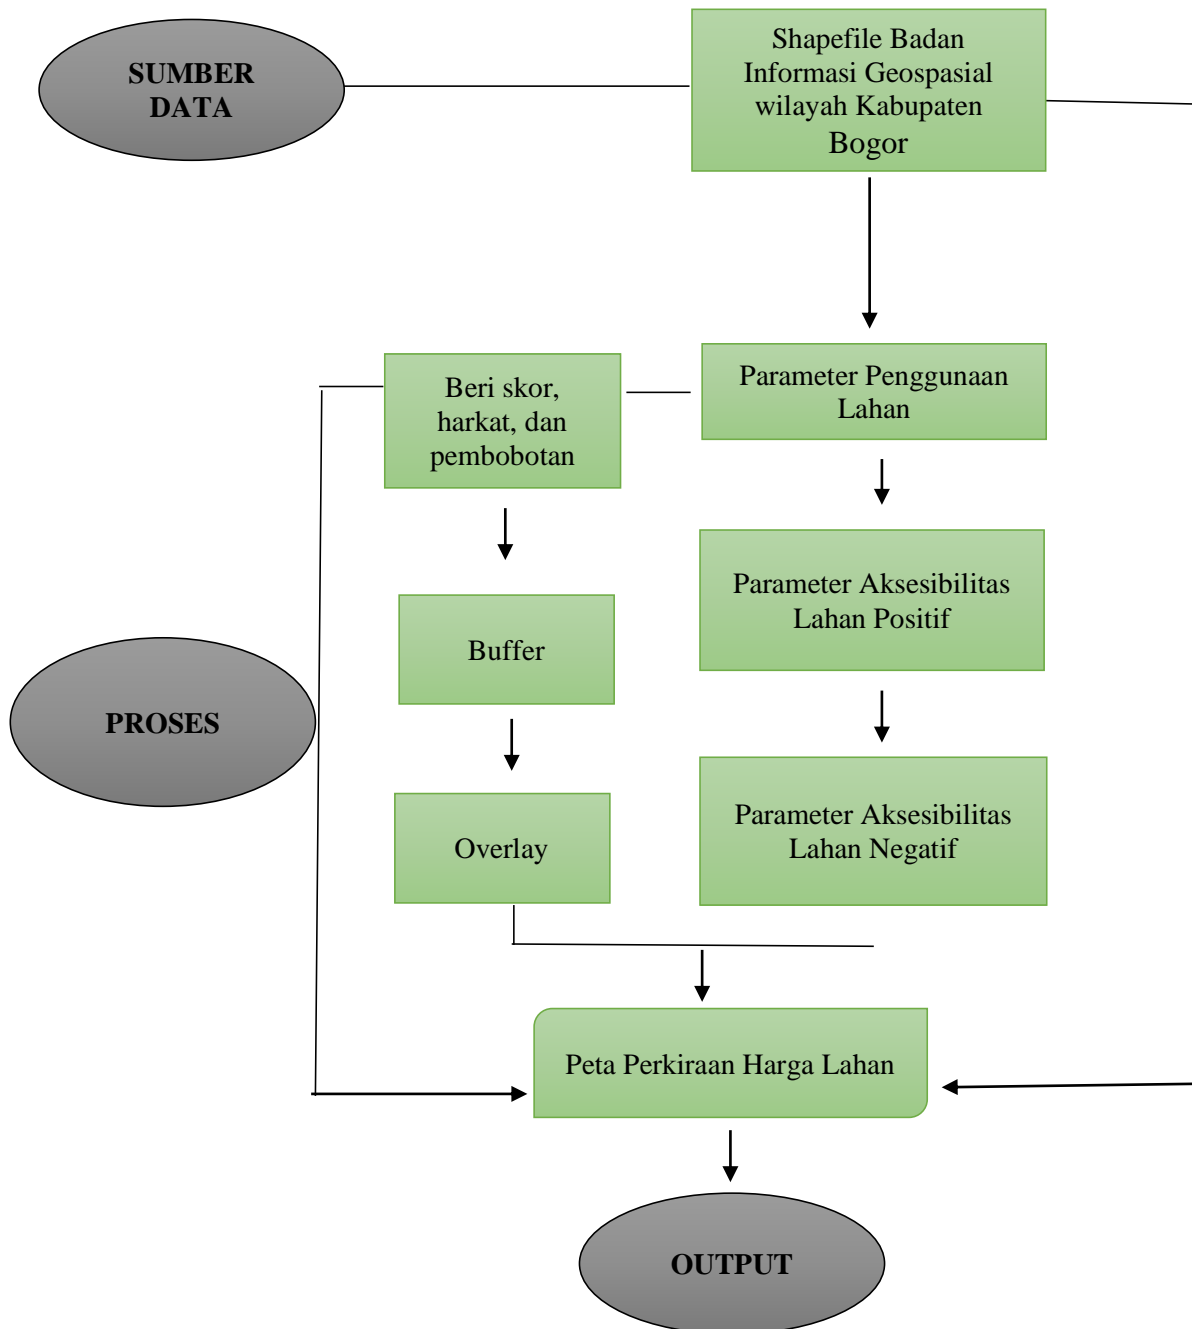 SUMBER
DATA
Shapefile Badan
Informasi Geospasial
wilayah Kabupaten
Bogor
Beri skor,
harkat, dan
pembobotan
Parameter Penggunaan
Lahan
Buffer
Parameter Aksesibilitas
Lahan Positif
PROSES
Overlay
Parameter Aksesibilitas
Lahan Negatif
Peta Perkiraan Harga Lahan
OUTPUT